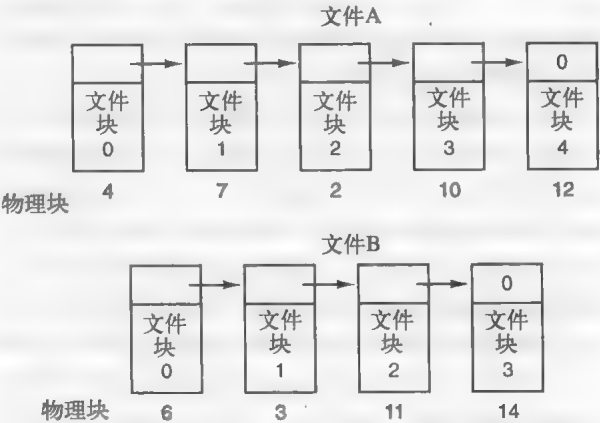 文件A
0
文件 文件 文件 文件 文件
块 块 块 块 块
0 1 2 3 4
物理块 4 7 2 10 12
文件B
0
文件 文件 文件 文件
块 块 块 块
0 1 2 3
物理块 6 3 11 14